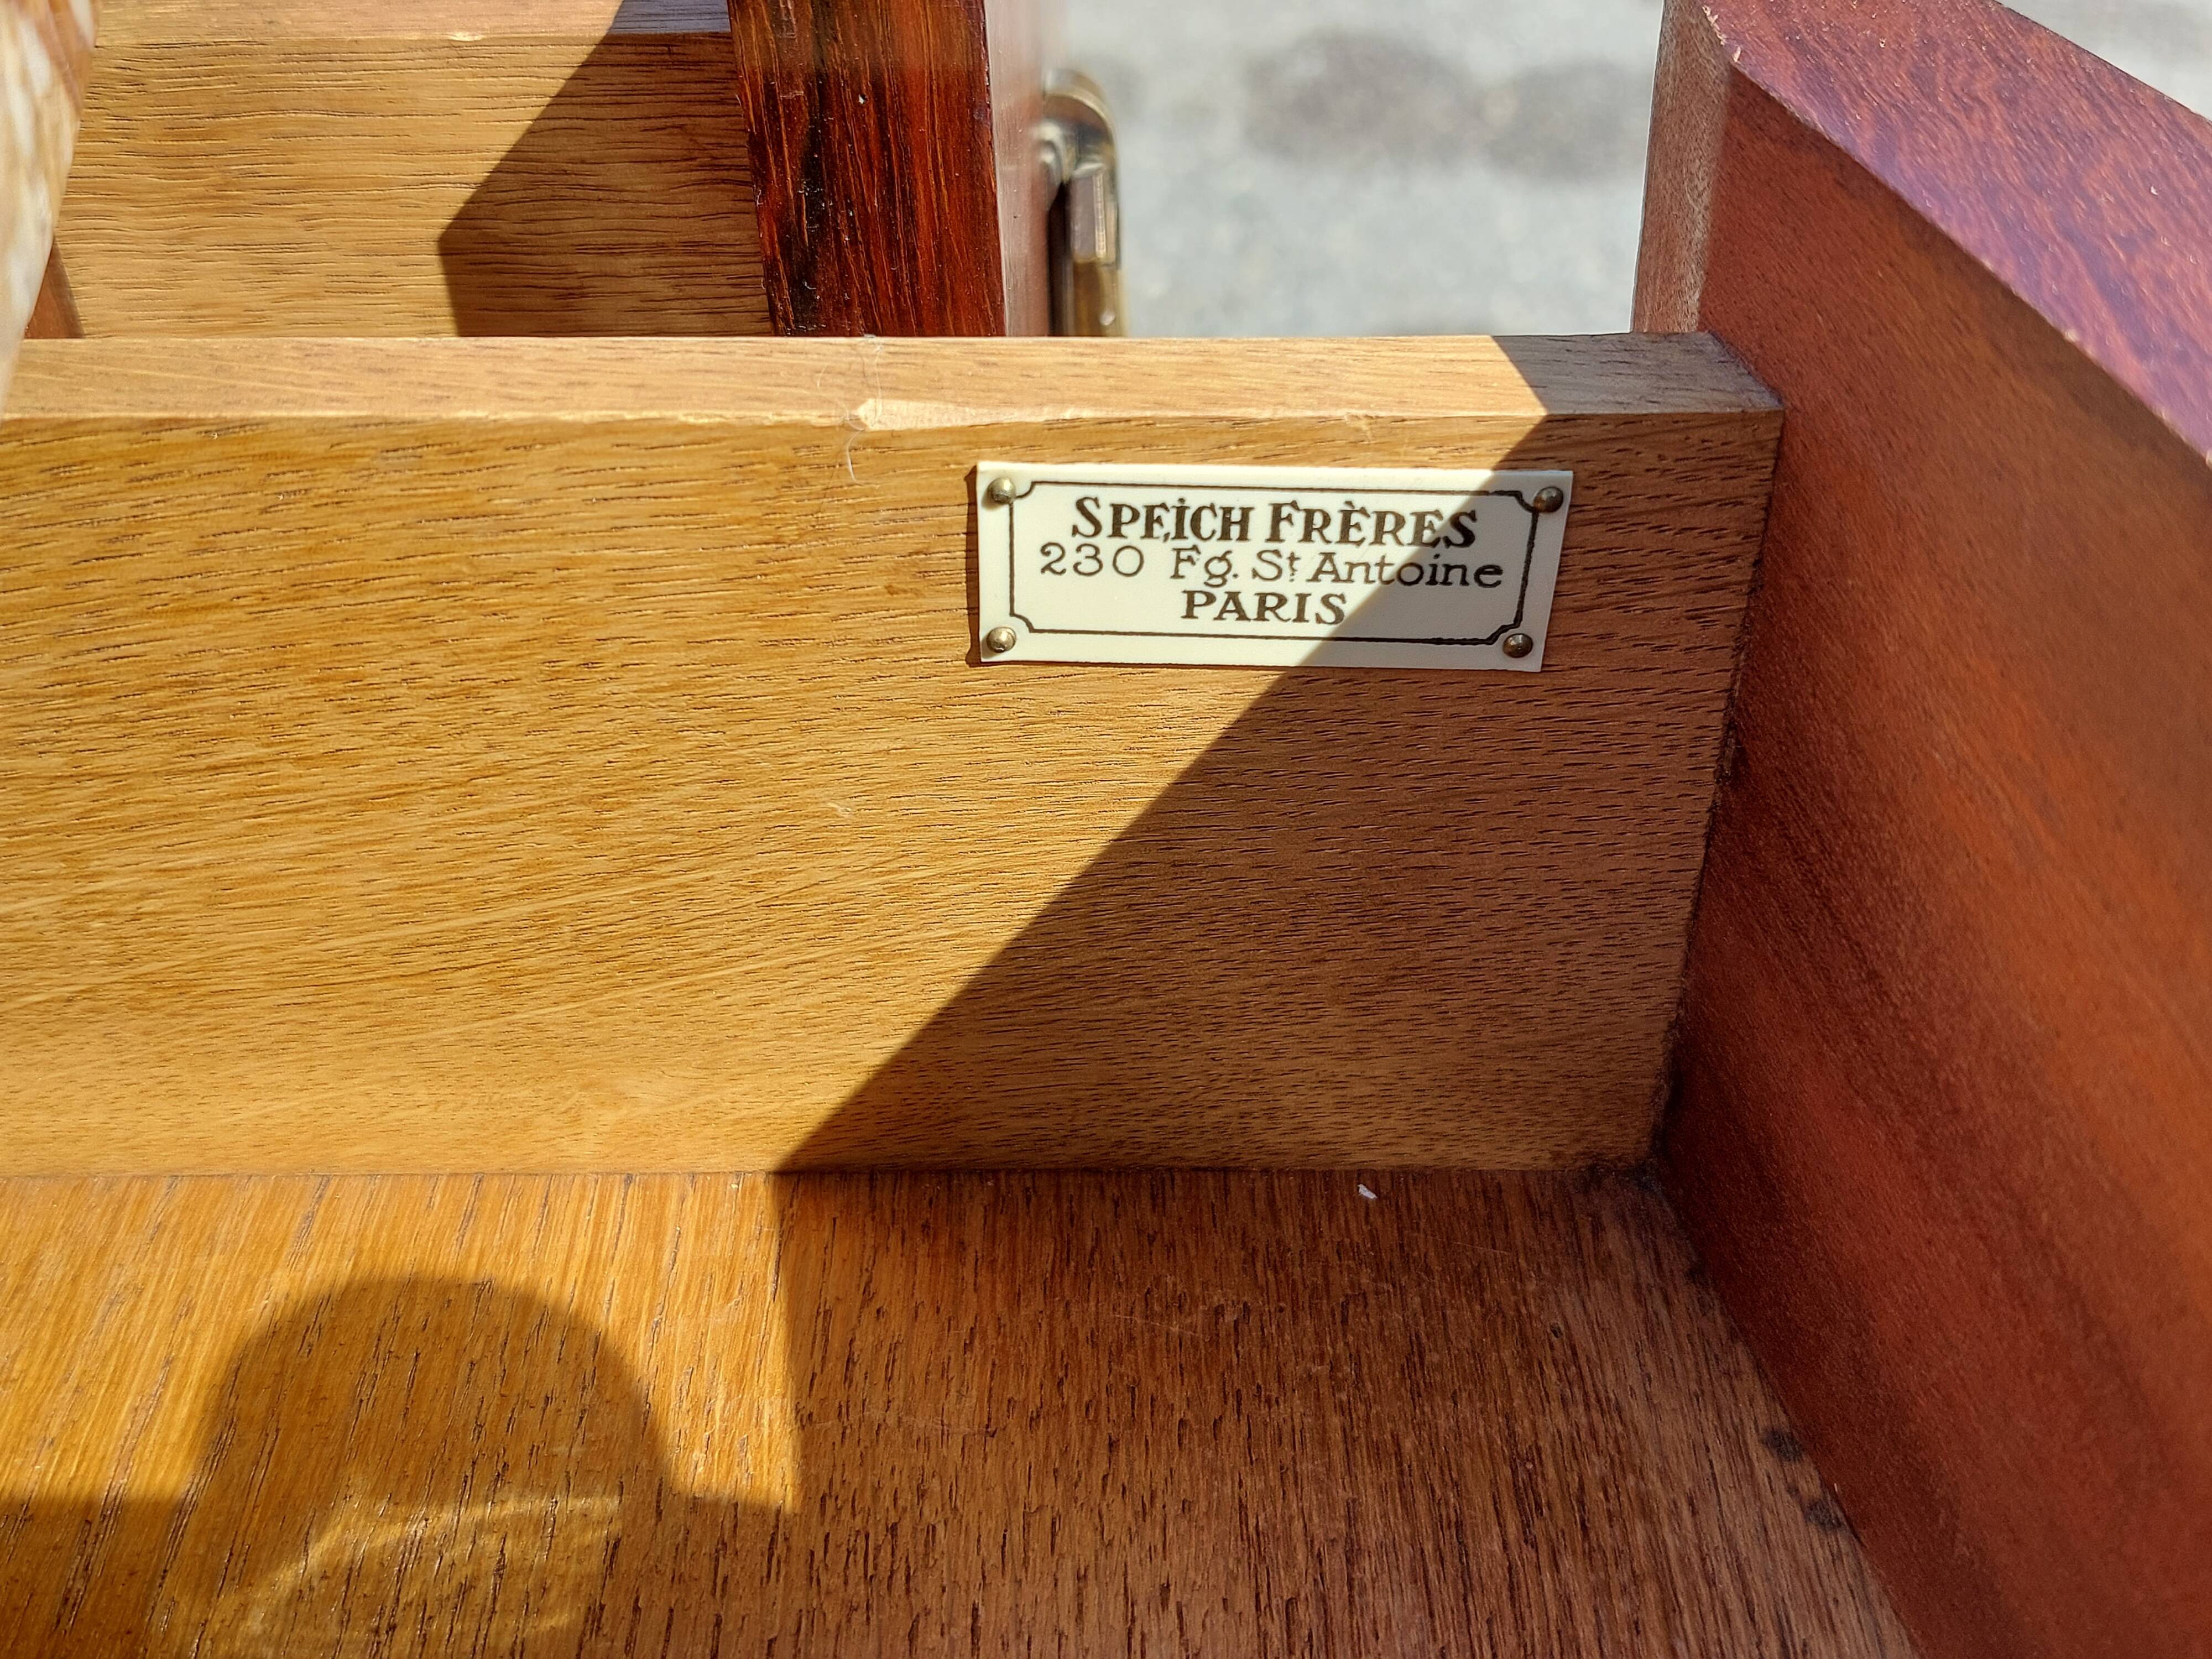 SPEICH FRÈRES
230 Fg. St Antoine
PARIS